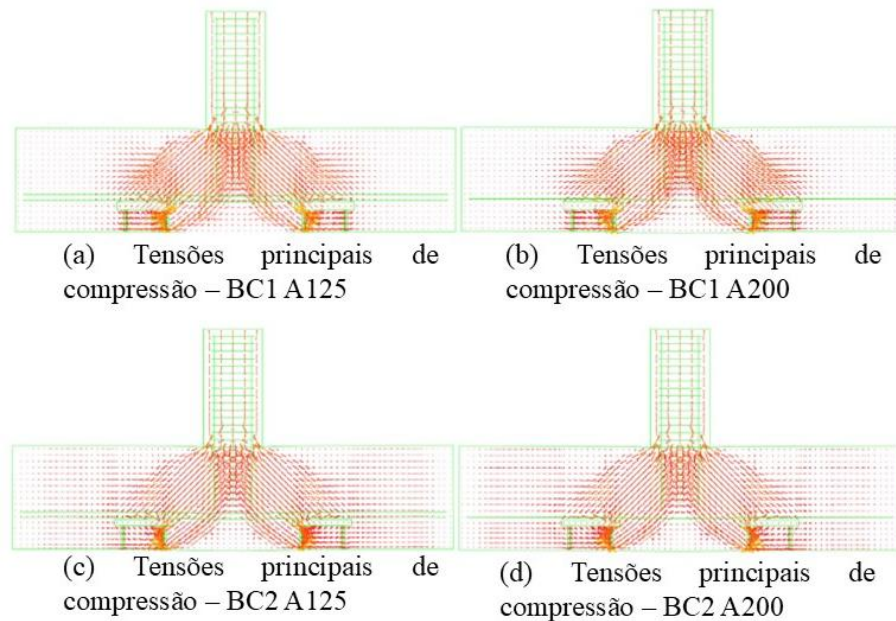 (a) Tensões principais de
compressão – BC1 A125
(b) Tensões principais de
compressão – BC1 A200
(c) Tensões principais de
compressão – BC2 A125
(d) Tensões principais de
compressão – BC2 A200